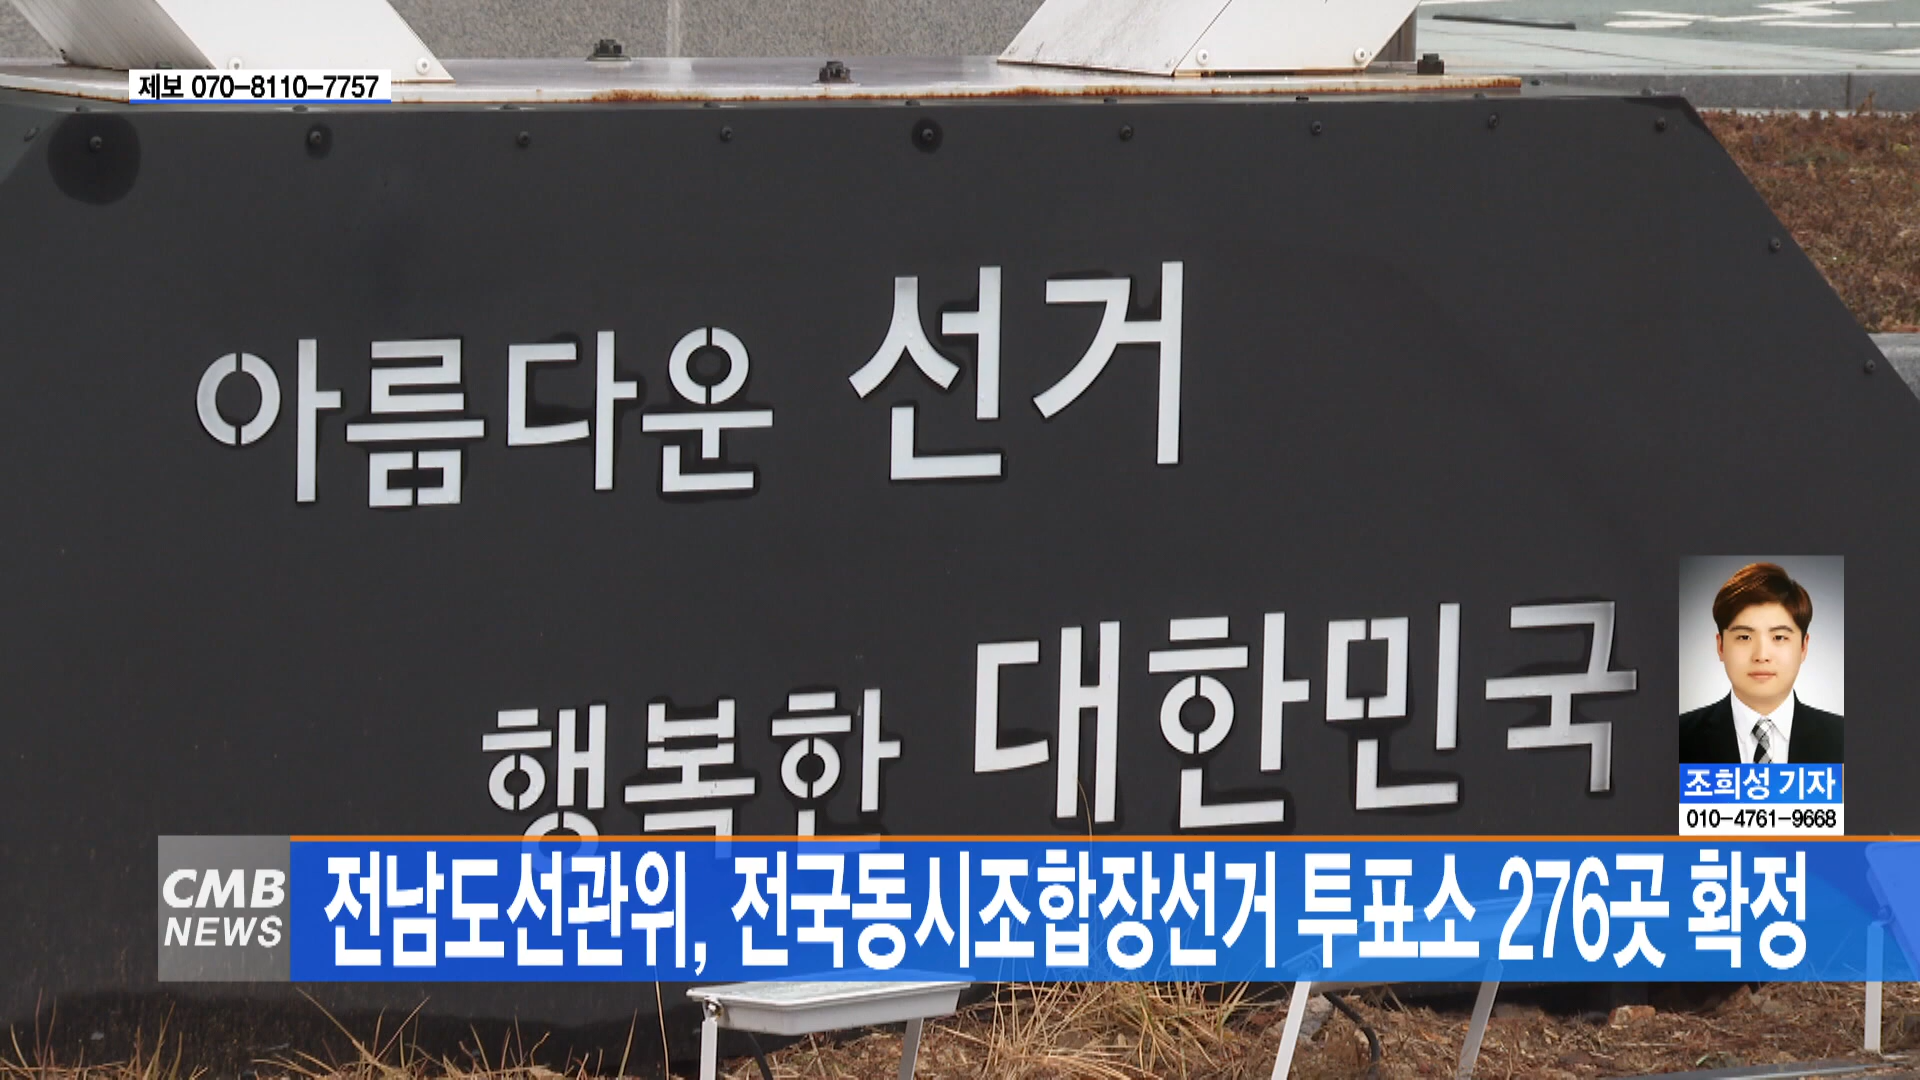 제보 070-8110-7757
아름다운 선거
행복한 대한민국
조희성 기자
010-4761-9668
CMB
NEWS
전남도선관위, 전국동시조합장선거 투표소 276곳 확정